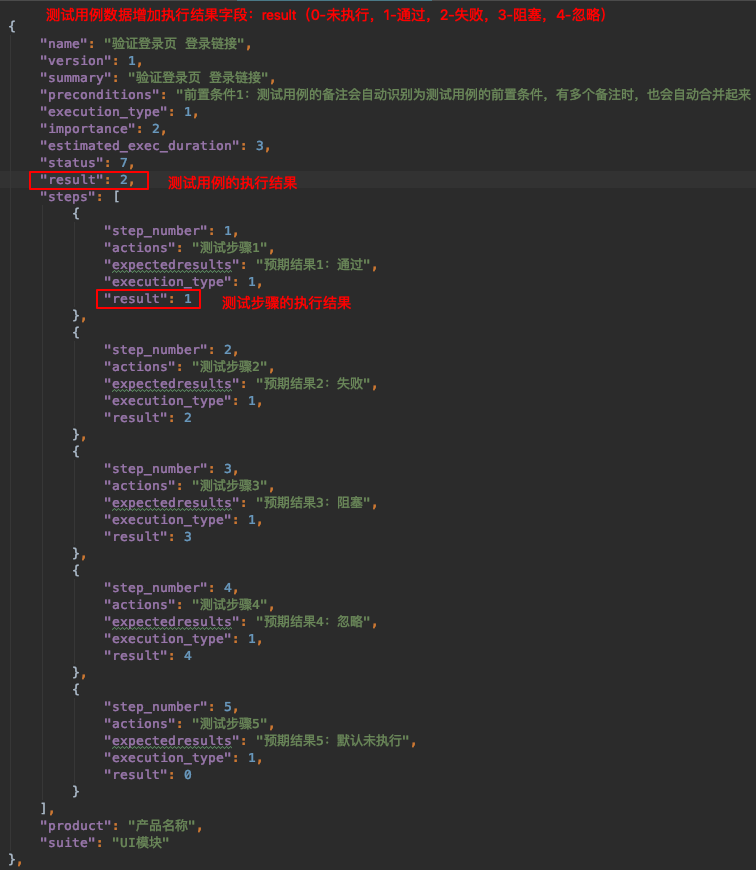 测试用例数据增加执行结果字段：result（0-未执行，1-通过，2-失败，3-阻塞，4-忽略）
{
"name": "验证登录页 登录链接",
"version": 1,
"summary": "验证登录页 登录链接",
"preconditions": "前置条件1：测试用例的备注会自动识别为测试用例的前置条件，有多个备注时，也会自动合并起来
"execution_type": 1,
"importance": 2,
"estimated_exec_duration": 3,
"status": 7,
"result": 2, 测试用例的执行结果
"steps": [
{
"step_number": 1,
"actions": "测试步骤1",
"expectedresults": "预期结果1：通过",
"execution_type": 1,
"result": 1 测试步骤的执行结果
},
{
"step_number": 2,
"actions": "测试步骤2",
"expectedresults": "预期结果2：失败",
"execution_type": 1,
"result": 2
},
{
"step_number": 3,
"actions": "测试步骤3",
"expectedresults": "预期结果3：阻塞",
"execution_type": 1,
"result": 3
},
{
"step_number": 4,
"actions": "测试步骤4",
"expectedresults": "预期结果4：忽略",
"execution_type": 1,
"result": 4
},
{
"step_number": 5,
"actions": "测试步骤5",
"expectedresults": "预期结果5：默认未执行",
"execution_type": 1,
"result": 0
}
],
"product": "产品名称",
"suite": "UI模块"
},